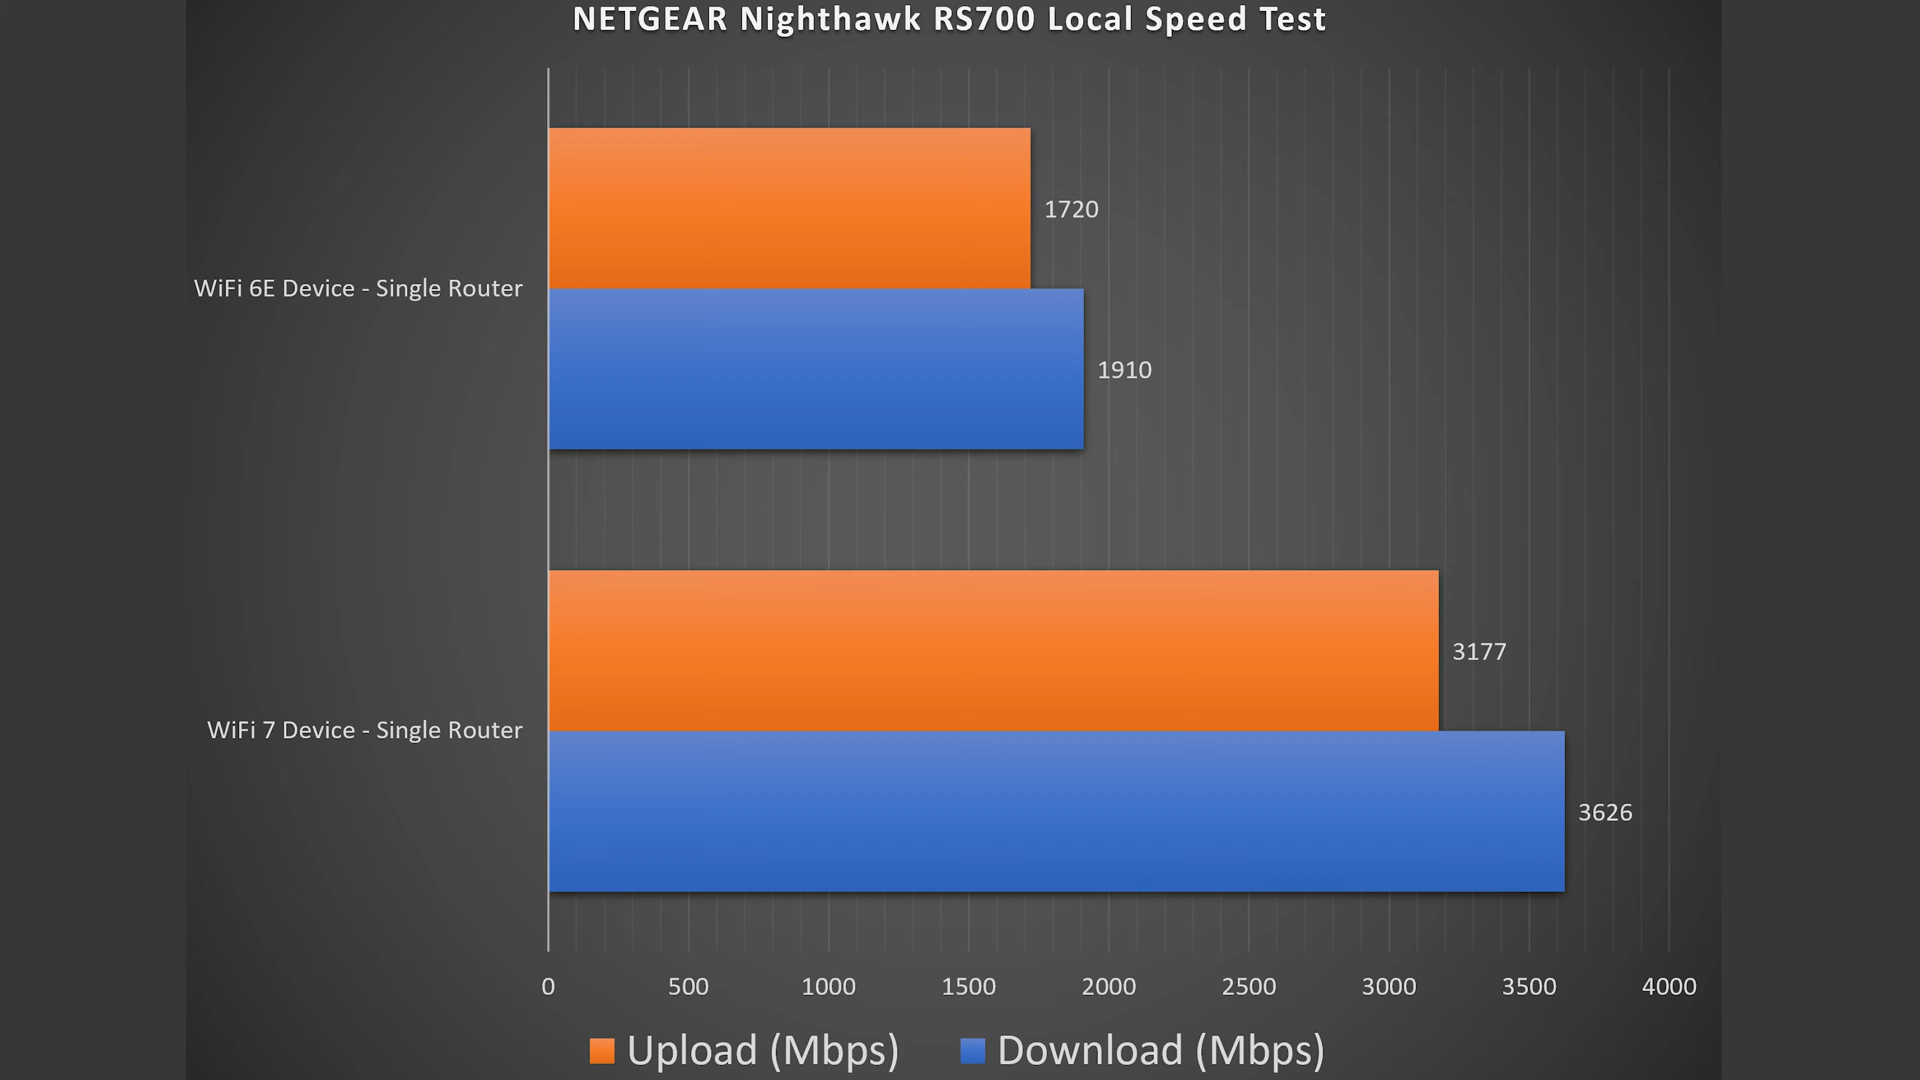 NETGEAR Nighthawk RS700 Local Speed Test
1720
WiFi 6E Device - Single Router
1910
3177
WiFi 7 Device - Single Router
3626
0 500 1000 1500 2000 2500 3000 3500 4000
Upload (Mbps) Download (Mbps)